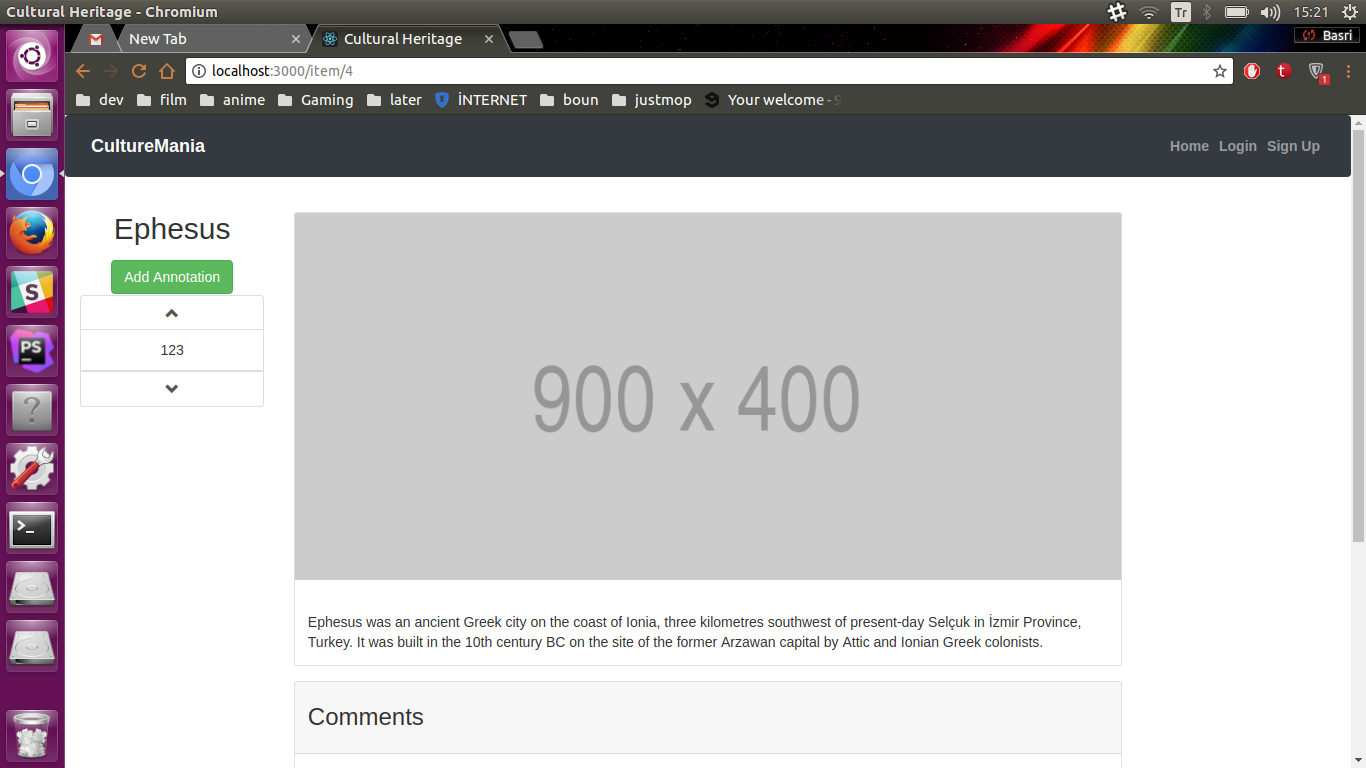 Cultural Heritage - Chromium
Tr
15:21
New Tab
Cultural Heritage
Basri
localhost:3000/item/4
1
dev
film
anime
Gaming
later
İNTERNET
boun
justmop
Your welcome -
CultureMania
Home
Login
Sign Up
Ephesus
Add Annotation
123
900 x 400
Ephesus was an ancient Greek city on the coast of Ionia, three kilometres southwest of present-day Selçuk in İzmir Province,
Turkey. It was built in the 10th century BC on the site of the former Arzawan capital by Attic and Ionian Greek colonists.
Comments
S
PS
?
>_